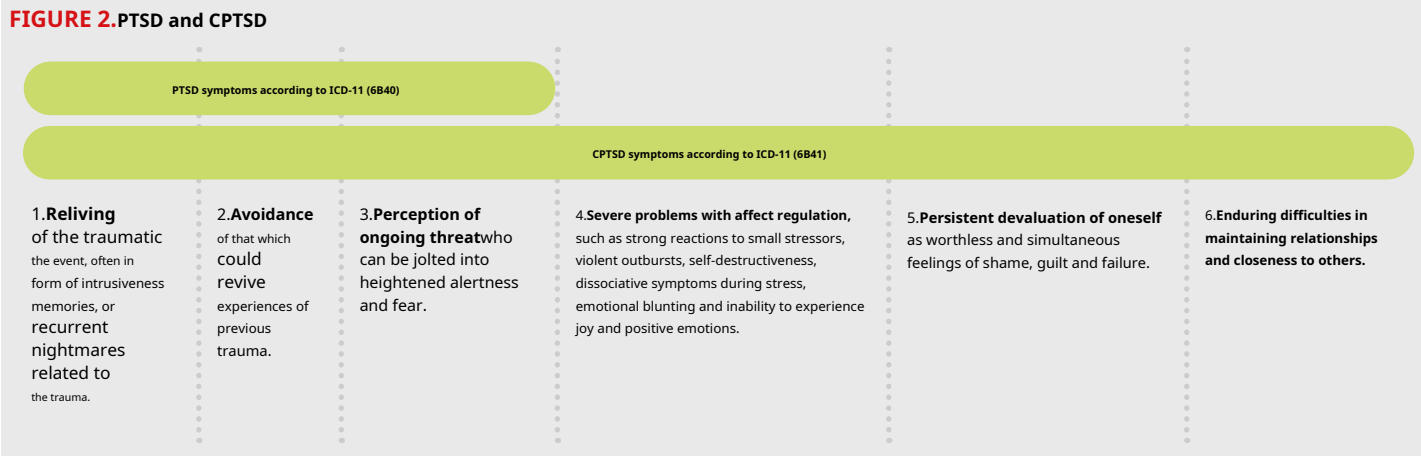 FIGURE 2.PTSD and CPTSD
PTSD symptoms according to ICD-11 (6B40)
CPTSD symptoms according to ICD-11 (6B41)
1.Reliving
of the traumatic
the event, often in
form of intrusiveness
memories, or
recurrent
nightmares
related to
the trauma.
2.Avoidance
of that which
could
revive
experiences of
previous
trauma.
3.Perception of
ongoing threatwho
can be jolted into
heightened alertness
and fear.
4.Severe problems with affect regulation,
such as strong reactions to small stressors,
violent outbursts, self-destructiveness,
dissociative symptoms during stress,
emotional blunting and inability to experience
joy and positive emotions.
5.Persistent devaluation of oneself
as worthless and simultaneous
feelings of shame, guilt and failure.
6.Enduring difficulties in
maintaining relationships
and closeness to others.